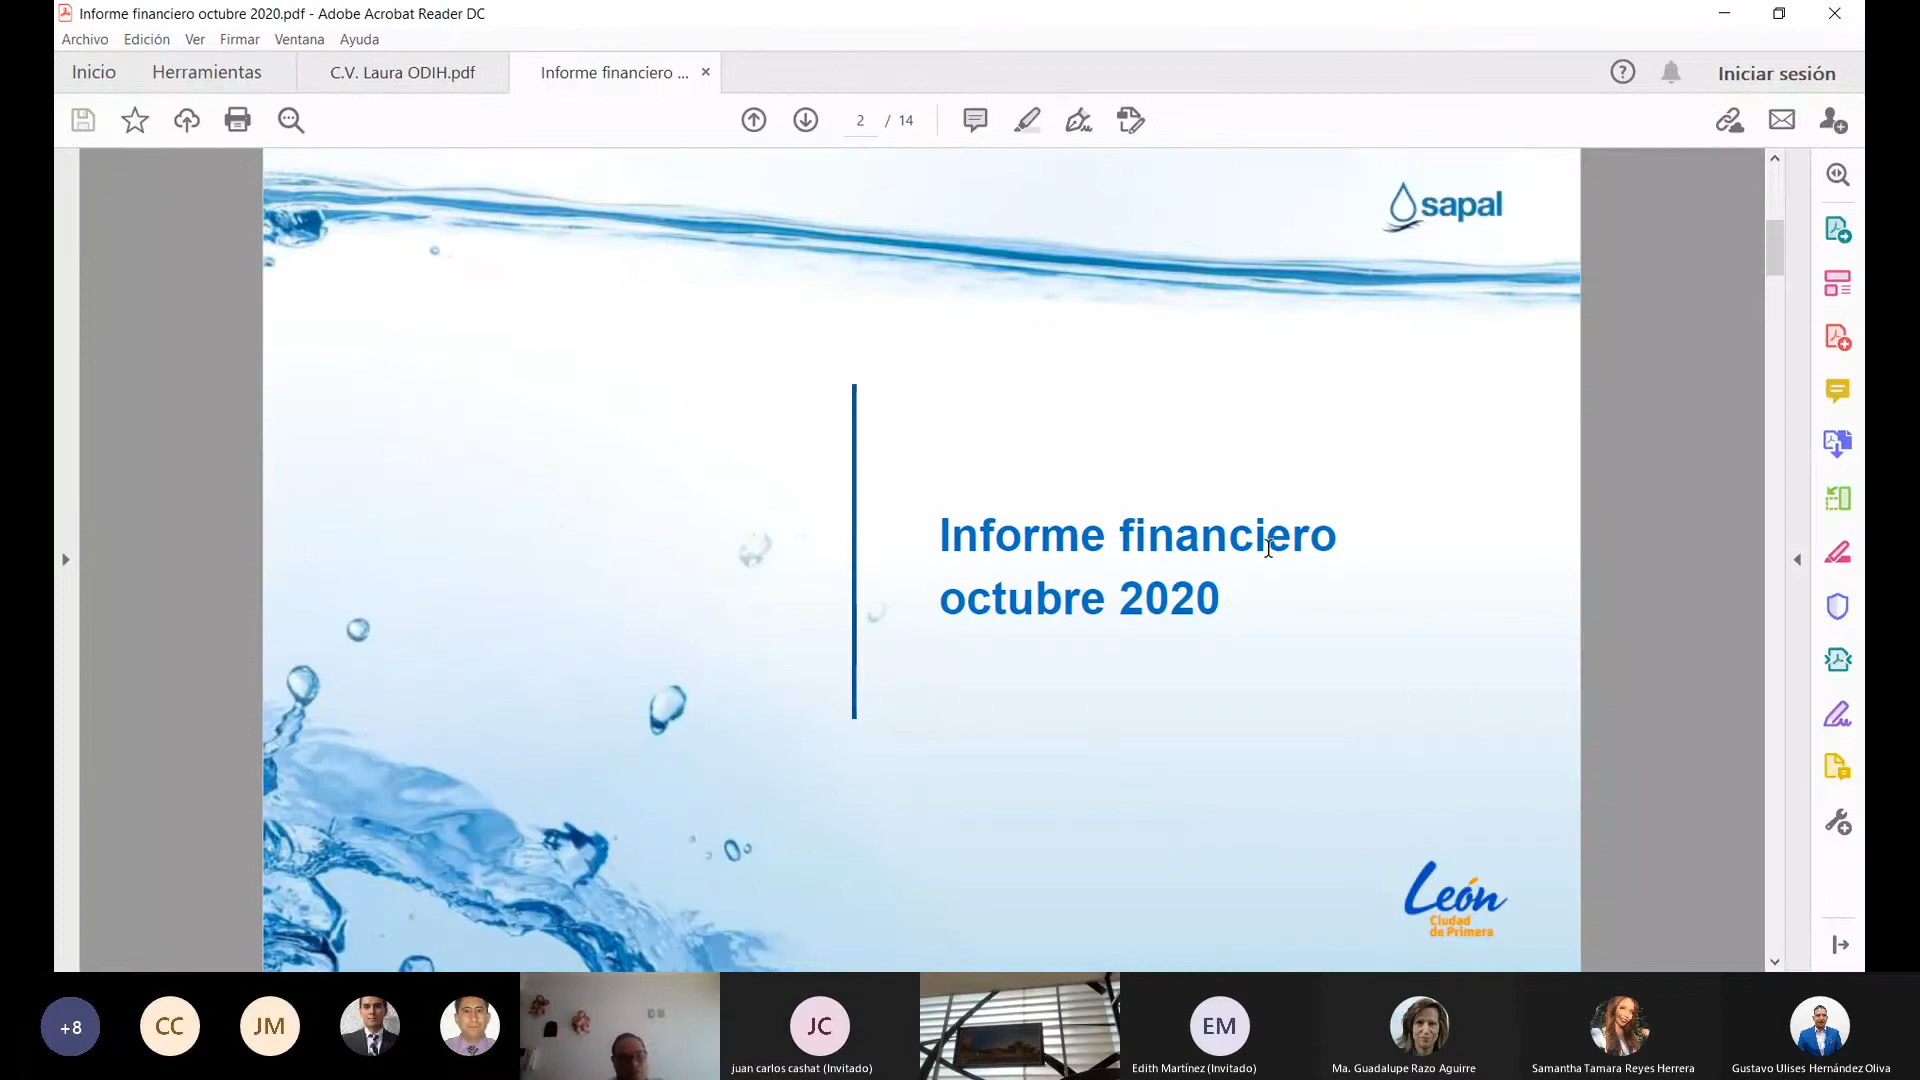 Informe financiero octubre 2020.pdf - Adobe Acrobat Reader DC
Archivo Edición Ver Firmar Ventana Ayuda
Inicio Herramientas C.V. Laura ODIH.pdf Informe financiero ... × Iniciar sesión
2 / 14
sapal
Informe financiero
octubre 2020
León
Ciudad
de Primera
+8 CC JM JC EM
juan carlos cashat (Invitado) Edith Martínez (Invitado) Ma. Guadalupe Razo Aguirre Samantha Tamara Reyes Herrera Gustavo Ulises Hernández Oliva